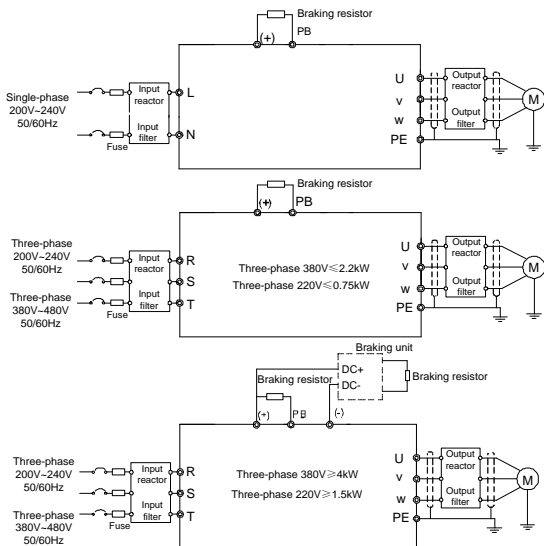 Braking resistor
(+)
PB
Single-phase
200V~240V
50/60Hz
Input
reactor
Input
filter
Fuse
L
N
U
v
w
PE
Output
reactor
Output
filter
M
Braking resistor
(+)
PB
Three-phase
200V~240V
50/60Hz
Three-phase
380V~480V
50/60Hz
Input
reactor
Input
filter
Fuse
R
S
T
Three-phase 380V≤2.2kW
Three-phase 220V≤0.75kW
U
v
w
PE
Output
reactor
Output
filter
M
Braking unit
DC+
DC-
Braking resistor
Braking resistor
(+)
PB
(-)
Three-phase
200V~240V
50/60Hz
Three-phase
380V~480V
50/60Hz
Input
reactor
Input
filter
Fuse
R
S
T
Three-phase 380V≥4kW
Three-phase 220V≥1.5kW
U
v
w
PE
Output
reactor
Output
filter
M